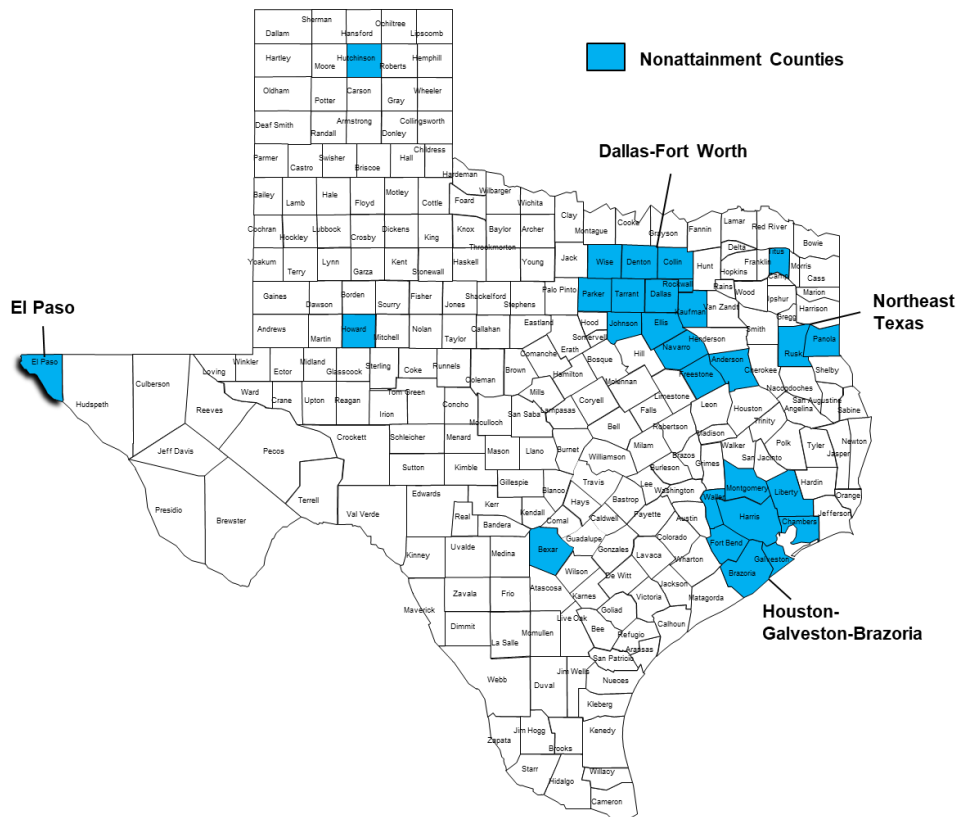 Sherman
Ochiltree
Dallam
Hansford
Lipscomb
Nonattainment Counties
Hartley
Hutchinson
Hemphill
Moore
Roberts
Oldham
Carson
Wheeler
Potter
Gray
Deaf Smith
Armstrong
Collingsworth
Randall
Donley
Dallas-Fort Worth
Childress
Parmer
Swisher
Hall
Castro
Briscoe
Hardeman
Wilbarger
Bailey
Hale
Motley
Lamb
Floyd
Cottle
Foard
Wichita
Clay
Cooke
Lamar
Red River
Montague
Grayson
Fannin
Cochran
Lubbock
Dickens
Knox
Baylor
Archer
Hockley
Crosby
King
Bowie
Delta
Throckmorton
Titus
Yoakum
Lynn
Kent
Haskell
Young
Jack
Wise
Denton
Collin
Hunt
Franklin
Morris
Terry
Garza
Stonewall
Hopkins
Camp
Cass
Rockwall
Rains
Marion
Gaines
Borden
Fisher
Shackelford
Palo Pinto
Parker
Tarrant
Dallas
Wood
Ipshur
Dawson
Scurry
Jones
Stephens
Kaufman
Van Zandt
Harrison
Gregg
El Paso
Northeast
Texas
Andrews
Howard
Nolan
Callahan
Eastland
Hood
Johnson
Ellis
Smith
Panola
Martin
Mitchell
Taylor
Somervell
Henderson
Rusk
Comanche
Erath
Hill
Navarro
El Paso
Winkler
Midland
Sterling
Runnels
Brown
Bosque
Anderson
Cherokee
Shelby
Culberson
Loving
Ector
Glasscock
Coke
Coleman
Hamilton
Mclennan
Freestone
Nacogdoches
Ward
Tom Green
Mills
Limestone
Hudspeth
Reeves
Crane
Upton
Reagan
Irion
Concho
San Saba
Lampasas
Coryell
Falls
Leon
Houston
Angelina
San Augustine
Sabine
Mcculloch
Bell
Robertson
Trinity
Crockett
Schleicher
Menard
Madison
Jeff Davis
Pecos
Mason
Llano
Burnet
Milam
Walker
Polk
Tyler
Newton
Jasper
Williamson
Brazos
Grimes
San Jacinto
Sutton
Kimble
Burleson
Gillespie
Travis
Lee
Washington
Montgomery
Liberty
Hardin
Terrell
Edwards
Blanco
Bastrop
Waller
Orange
Presidio
Brewster
Val Verde
Real
Kerr
Kendall
Hays
Caldwell
Fayette
Austin
Harris
Chambers
Jefferson
Bandera
Comal
Colorado
Kinney
Uvalde
Medina
Bexar
Guadalupe
Gonzales
Lavaca
Wharton
Fort Bend
Galveston
Wilson
De Witt
Brazoria
Zavala
Frio
Atascosa
Karnes
Victoria
Jackson
Matagorda
Maverick
Goliad
Houston-
Galveston-Brazoria
Dimmit
La Salle
Mcmullen
Live Oak
Bee
Refugio
Calhoun
Aransas
San Patricio
Webb
Duval
Jim Wells
Nueces
Kleberg
Zapata
Jim Hogg
Brooks
Kenedy
Starr
Hidalgo
Willacy
Cameron